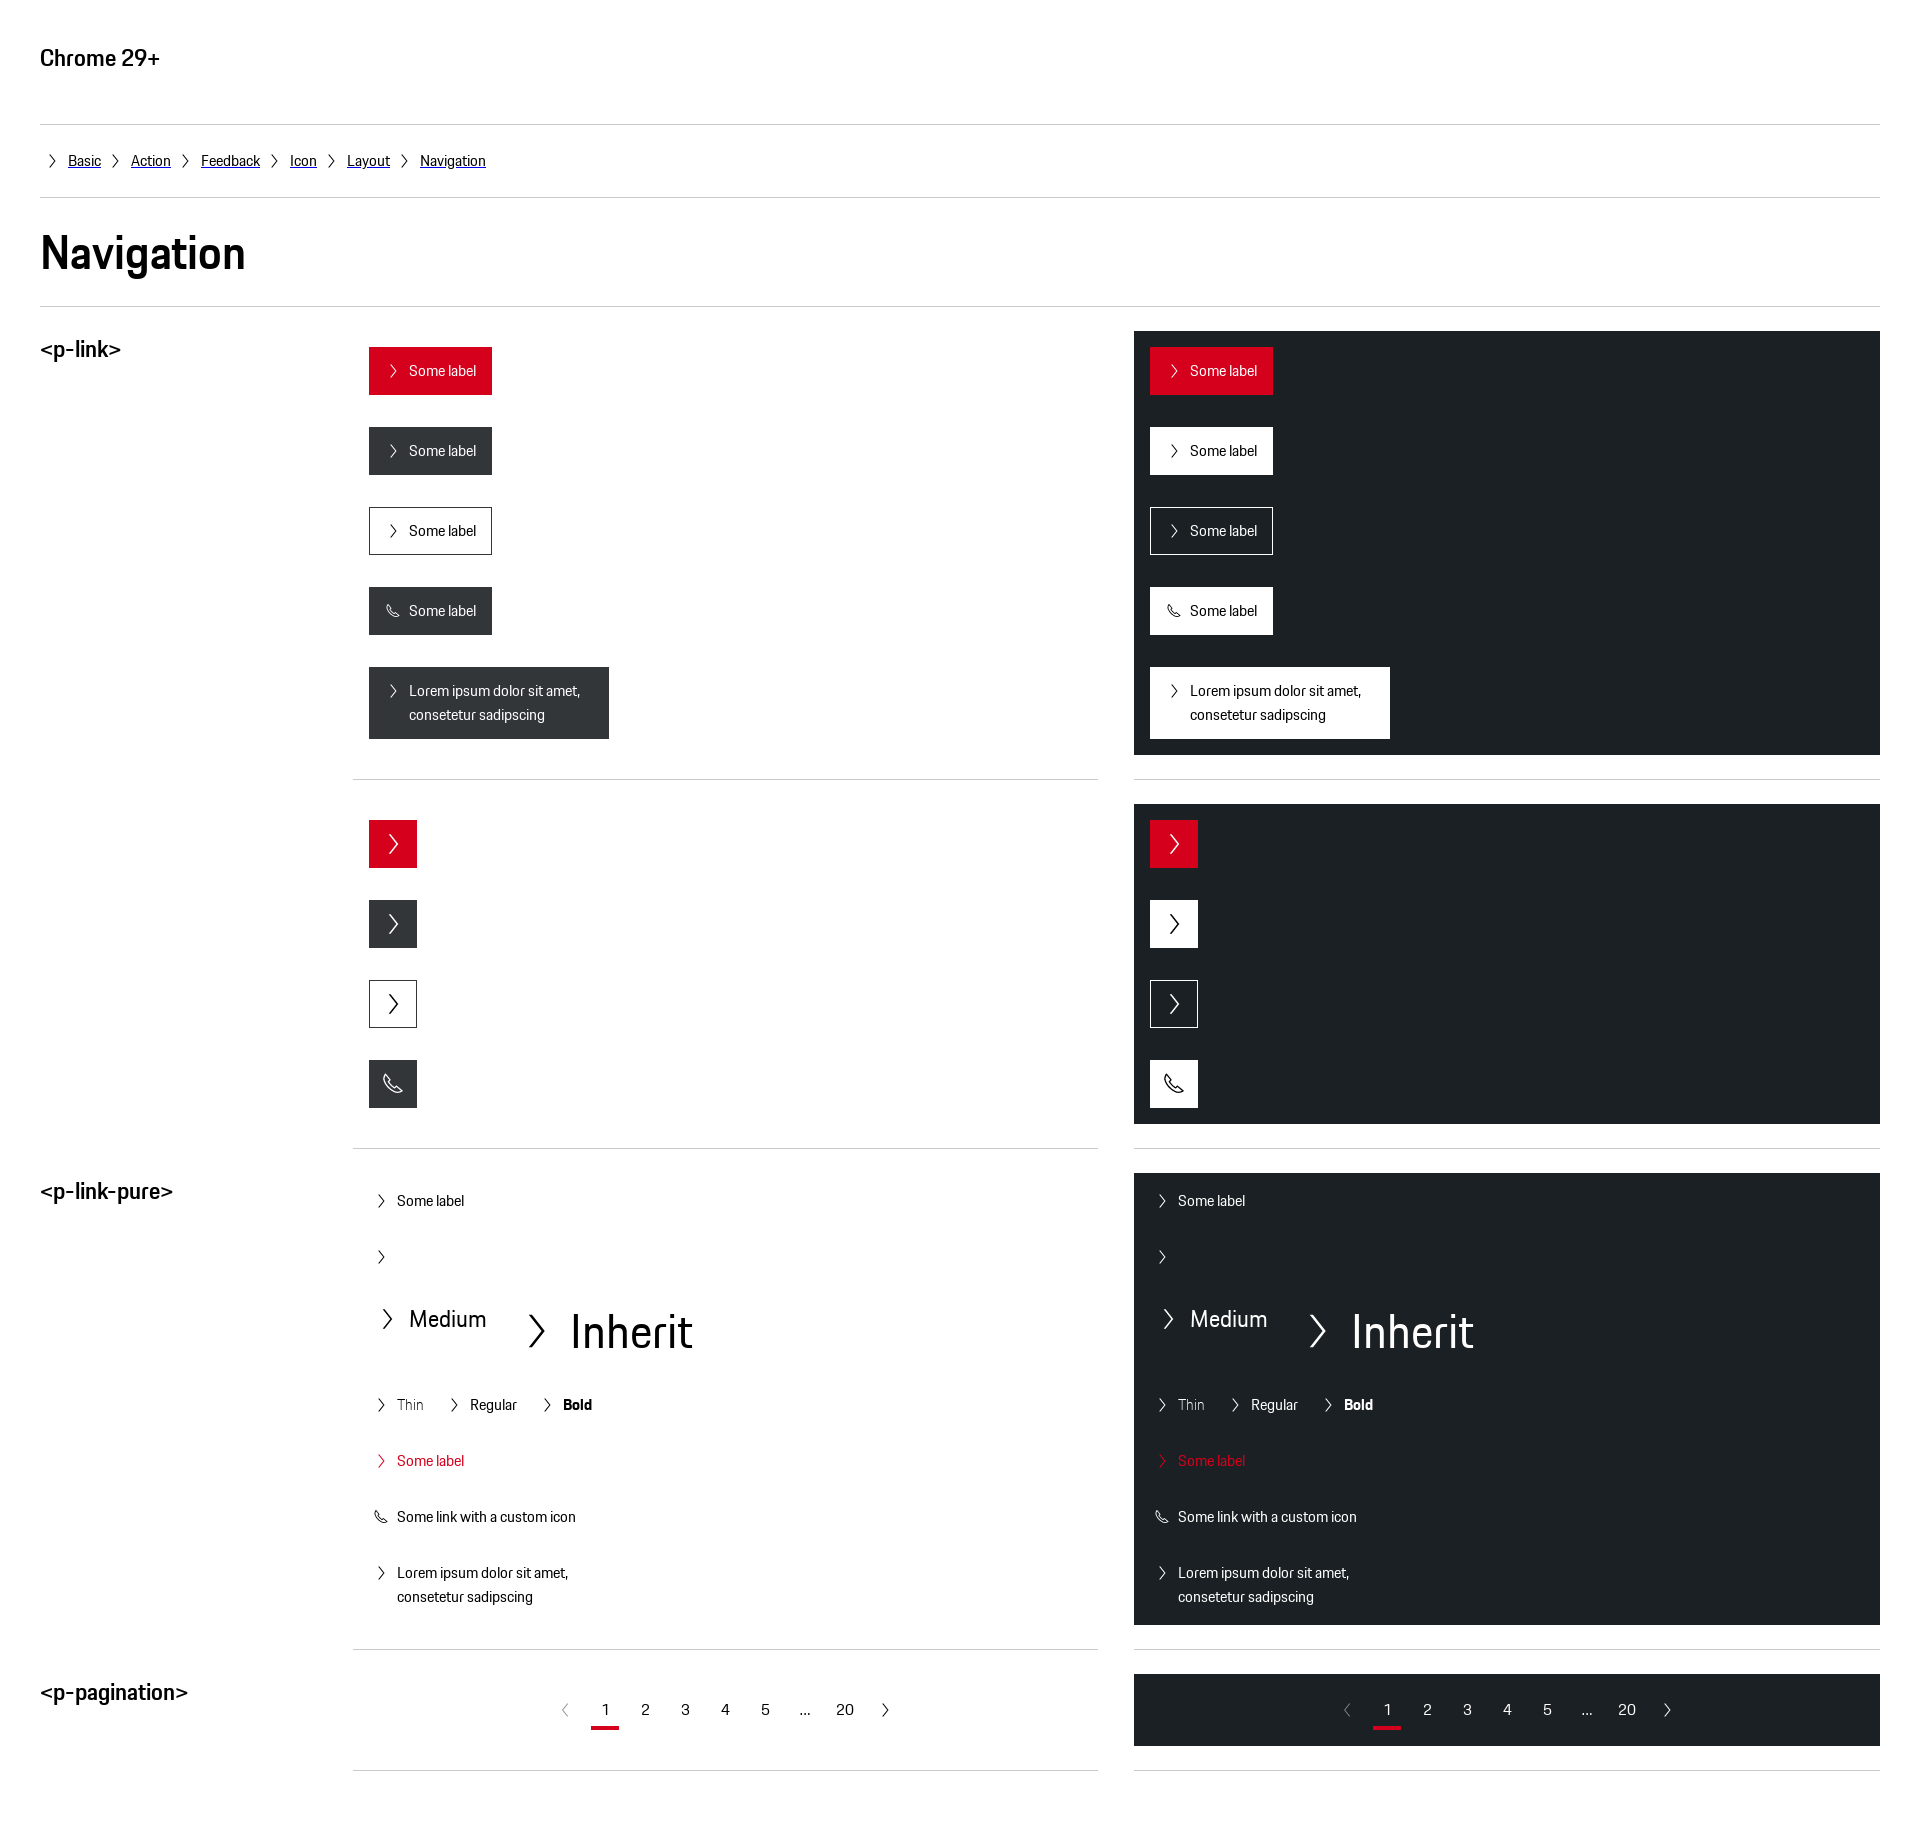 Chrome 29+
Basic Action Feedback Icon Layout Navigation
Navigation
<p-link>
Some label
Some label
Some label
Some label
Lorem ipsum dolor sit amet,
consetetur sadipscing
Some label
Some label
Some label
Some label
Lorem ipsum dolor sit amet,
consetetur sadipscing
<p-link-pure>
Some label
Medium Inherit
Thin Regular Bold
Some label
Some link with a custom icon
Lorem ipsum dolor sit amet,
consetetur sadipscing
Some label
Medium Inherit
Thin Regular Bold
Some label
Some link with a custom icon
Lorem ipsum dolor sit amet,
consetetur sadipscing
<p-pagination>
1 2 3 4 5 ... 20
1 2 3 4 5 ... 20